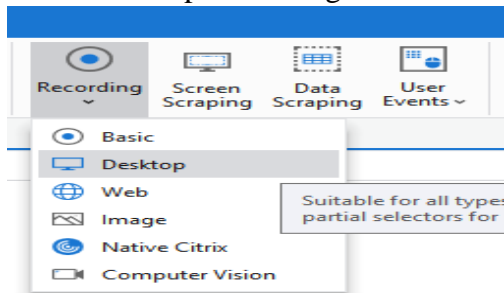 Recording Screen Scraping Data Scraping User Events
Basic
Desktop
Web
Suitable for all types
partial selectors for
Image
Native Citrix
Computer Vision